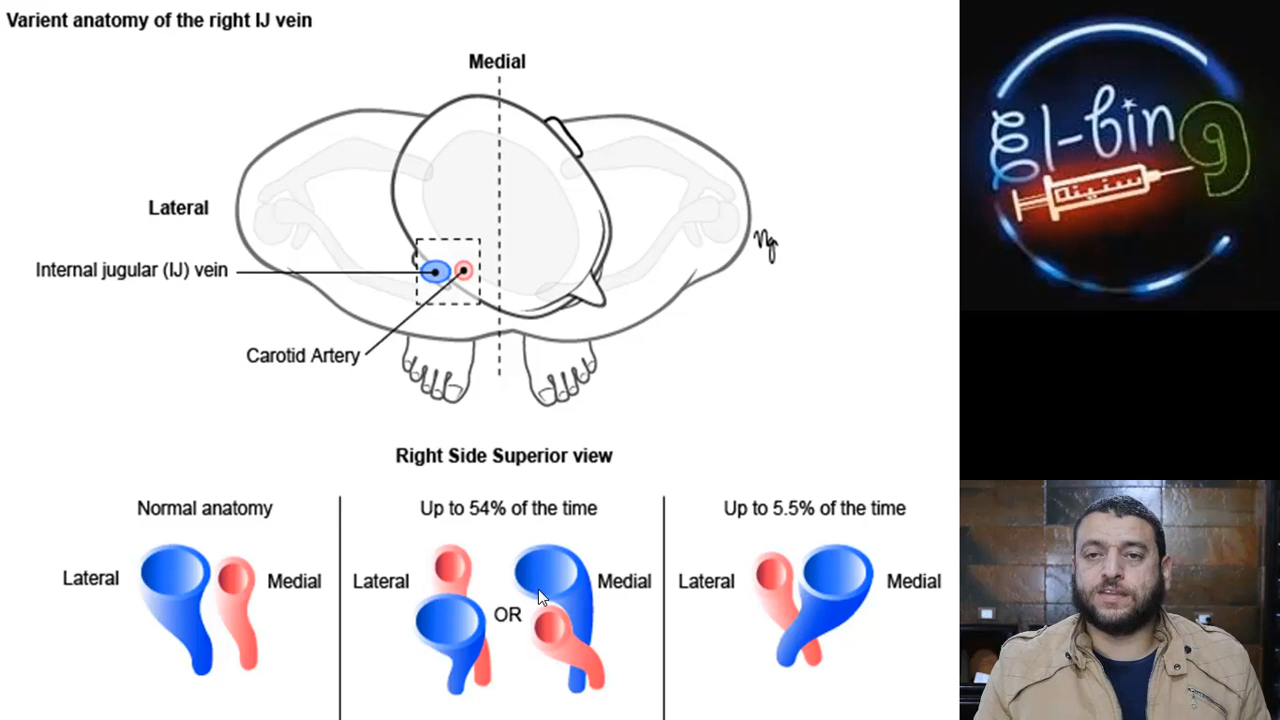 Varient anatomy of the right IJ vein
Medial
Lateral
Internal jugular (IJ) vein
Carotid Artery
Right Side Superior view
Normal anatomy
Up to 54% of the time
Up to 5.5% of the time
Lateral
Medial
Lateral
OR
Medial
Lateral
Medial
El-bing
سنينه